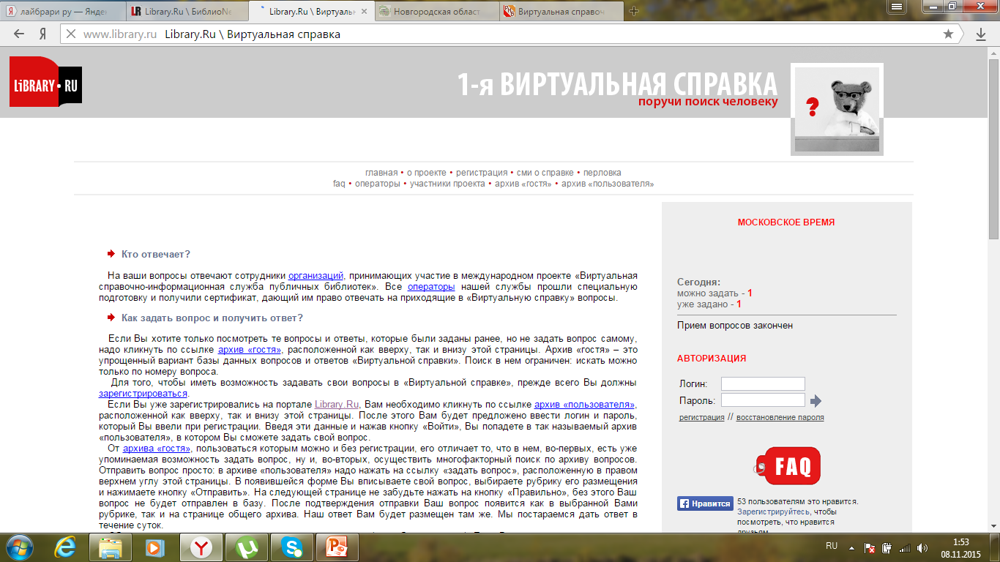 лайбрари ру — Янде
Library.Ru \ БиблиоNe
Library.Ru \ Виртуаль
Новгородская област
Виртуальная справоч
www.library.ru Library.Ru \ Виртуальная справка
LiBRARY•RU
1-я ВИРТУАЛЬНАЯ СПРАВКА
поручи поиск человеку
?
главная • о проекте • регистрация • сми о справке • перловка
faq • операторы • участники проекта • архив «гостя» • архив «пользователя»
Кто отвечает?
На ваши вопросы отвечают сотрудники организаций, принимающих участие в международном проекте «Виртуальная
справочно-информационная служба публичных библиотек». Все операторы нашей службы прошли специальную
подготовку и получили сертификат, дающий им право отвечать на приходящие в «Виртуальную справку» вопросы.
Как задать вопрос и получить ответ?
Если Вы хотите только посмотреть те вопросы и ответы, которые были заданы ранее, но не задать вопрос самому,
надо кликнуть по ссылке архив «гостя», расположенной как вверху, так и внизу этой страницы. Архив «гостя» – это
упрощенный вариант базы данных вопросов и ответов «Виртуальной справки». Поиск в нем ограничен: искать можно
только по номеру вопроса.
Для того, чтобы иметь возможность задавать свои вопросы в «Виртуальной справке», прежде всего Вы должны
зарегистрироваться.
Если Вы уже зарегистрировались на портале Library.Ru, Вам необходимо кликнуть по ссылке архив «пользователя»,
расположенной как вверху, так и внизу этой страницы. После этого Вам будет предложено ввести логин и пароль,
который Вы ввели при регистрации. Введя эти данные и нажав кнопку «Войти», Вы попадете в так называемый архив
«пользователя», в котором Вы сможете задать свой вопрос.
От архива «гостя», пользоваться которым можно и без регистрации, его отличает то, что в нем, во-первых, есть уже
упоминаемая возможность задать вопрос, ну и, во-вторых, осуществить многофакторный поиск по архиву вопросов.
Отправить вопрос просто: в архиве «пользователя» надо нажать на ссылку «задать вопрос», расположенную в правом
верхнем углу этой страницы. В появившейся форме Вы вписываете свой вопрос, выбираете рубрику его размещения
и нажимаете кнопку «Отправить». На следующей странице не забудьте нажать на кнопку «Правильно», без этого Ваш
вопрос не будет отправлен в базу. После подтверждения отправки Ваш вопрос появится как в выбранной Вами
рубрике, так и на странице общего архива. Наш ответ Вам будет размещен там же. Мы постараемся дать ответ в
течение суток.
МОСКОВСКОЕ ВРЕМЯ
Сегодня:
можно задать - 1
уже задано - 1
Прием вопросов закончен
АВТОРИЗАЦИЯ
Логин:
Пароль:
регистрация // восстановление пароля
FAQ
Нравится
53 пользователям это нравится.
Зарегистрируйтесь, чтобы
посмотреть, что нравится
друзьям
RU
1:53
08.11.2015